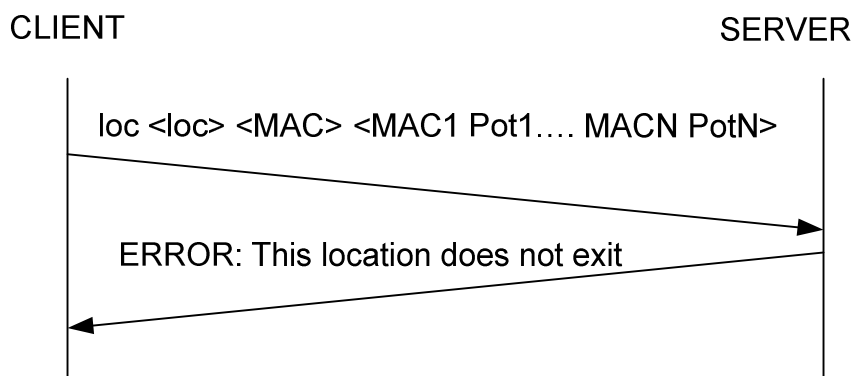 CLIENT
SERVER
loc <loc> <MAC> <MAC1 Pot1…. MACN PotN>
ERROR: This location does not exit